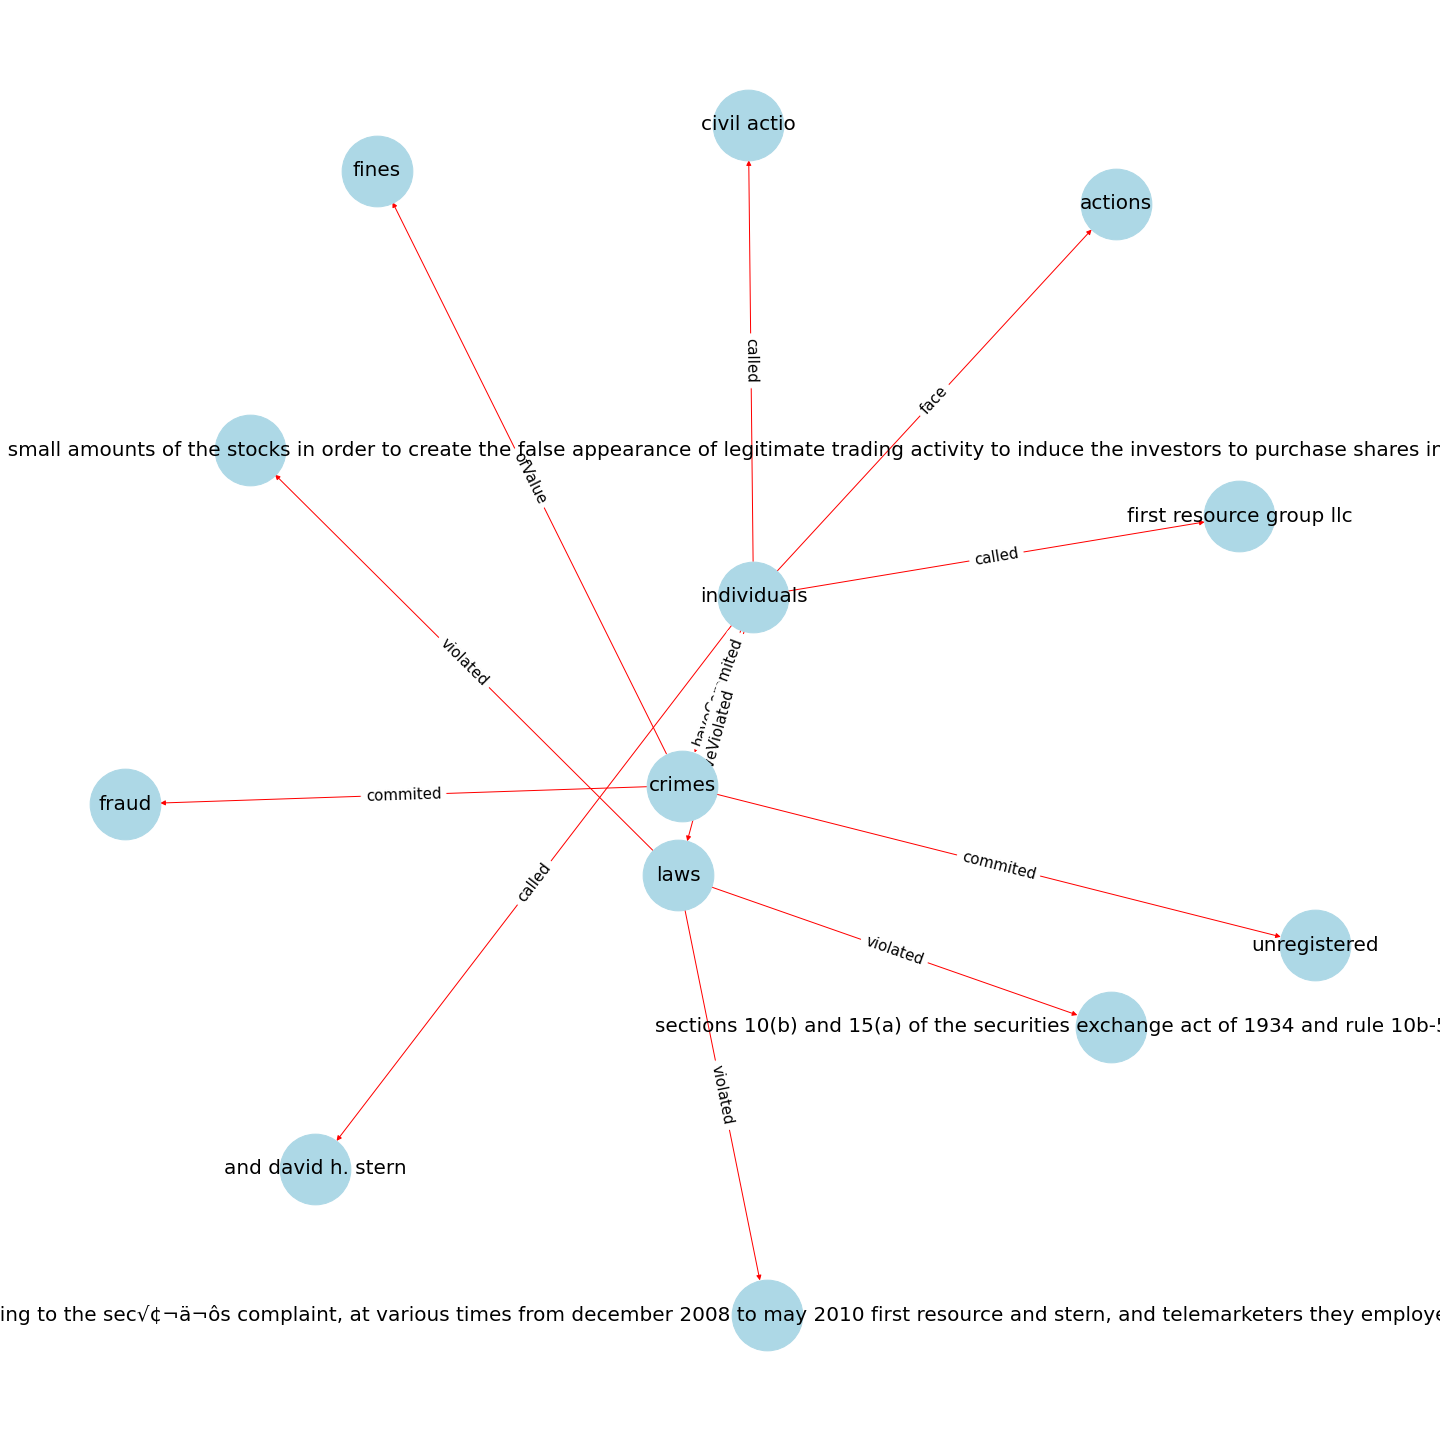 civil actio
fines
actions
called
face
small amounts of the stocks in order to create the false appearance of legitimate trading activity to induce the investors to purchase shares in
ofValue
first resource group llc
called
individuals
violated
crimes
commited
fraud
commited
called
laws
violated
unregistered
sections 10(b) and 15(a) of the securities exchange act of 1934 and rule 10b-5
violated
and david h. stern
ing to the sec√¢¬ä¬ôs complaint, at various times from december 2008 to may 2010 first resource and stern, and telemarketers they employe